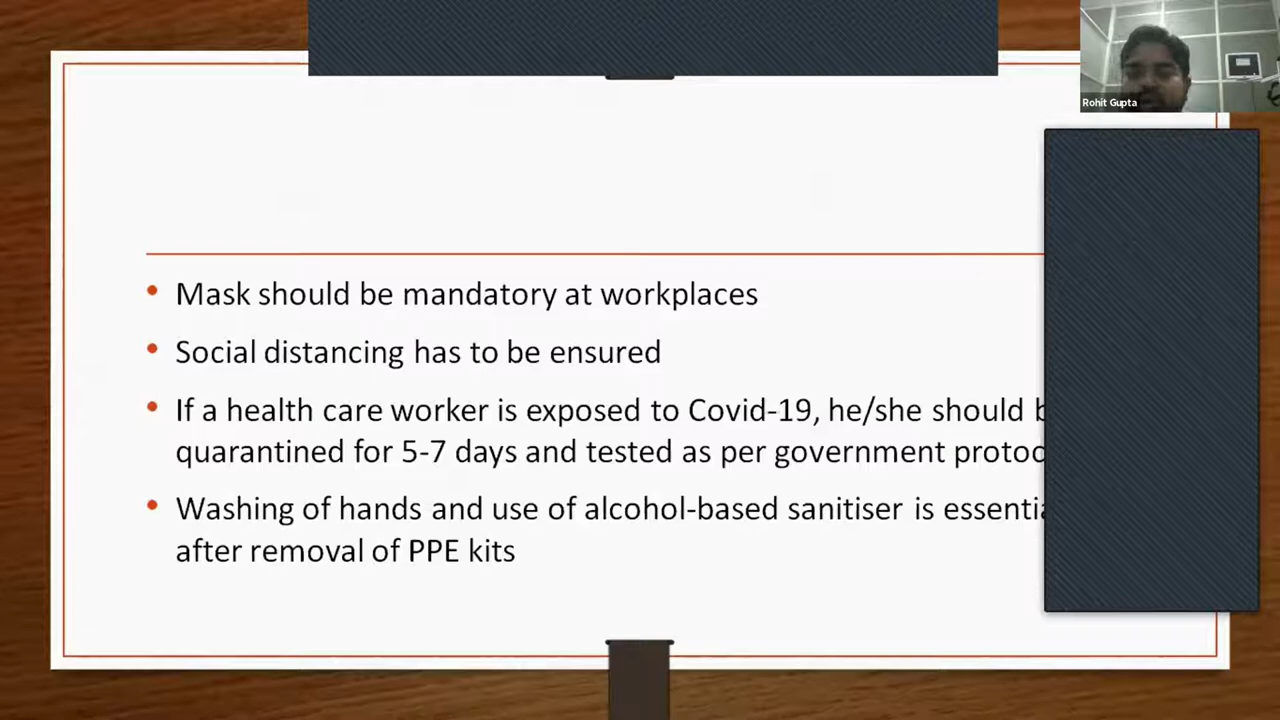 Rohit Gupta
Mask should be mandatory at workplaces
Social distancing has to be ensured
If a health care worker is exposed to Covid-19, he/she should
quarantined for 5-7 days and tested as per government
Washing of hands and use of alcohol-based sanitiser is
after removal of PPE kits